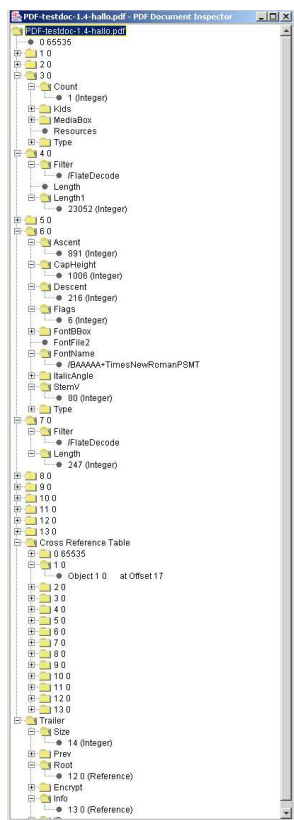 PDF-testdoc-1.4-hallo.pdf - PDF Document Inspector
PDF-testdoc-1.4-hallo.pdf
0 65535
1 0
2 0
3 0
Count
1 (Integer)
Kids
MediaBox
Resources
Type
4 0
Filter
/FlateDecode
Length
Length1
23052 (Integer)
5 0
6 0
Ascent
891 (Integer)
CapHeight
1006 (Integer)
Descent
216 (Integer)
Flags
6 (Integer)
FontBBox
FontFile2
FontName
/BAAAAA+TimesNewRomanPSMT
ItalicAngle
StemV
80 (Integer)
Type
7 0
Filter
/FlateDecode
Length
247 (Integer)
8 0
9 0
10 0
11 0
12 0
13 0
Cross Reference Table
0 65535
1 0
Object 1 0 at Offset 17
2 0
3 0
4 0
5 0
6 0
7 0
8 0
9 0
10 0
11 0
12 0
13 0
Trailer
Size
14 (Integer)
Prev
Root
12 0 (Reference)
Encrypt
Info
13 0 (Reference)